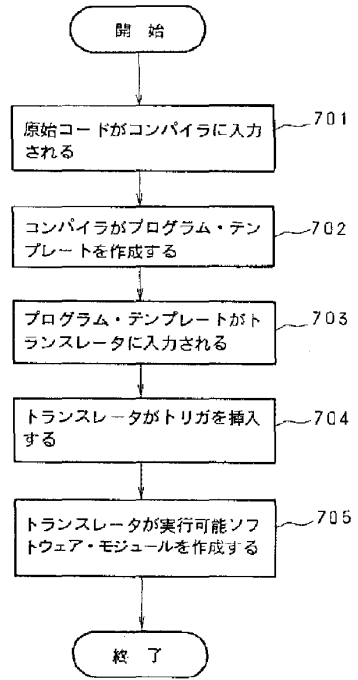 開 始
原始コードがコンパイラに入力
される
701
コンパイラがプログラム・テン
プレートを作成する
702
プログラム・テンプレートがト
ランスレータに入力される
703
トランスレータがトリガを挿入
する
704
トランスレータが実行可能ソフ
トウェア・モジュールを作成する
705
終 了